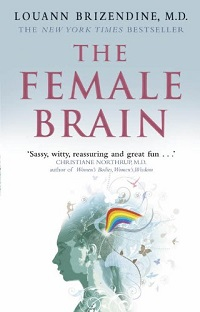 LOUANN BRIZENDINE, M.D.
THE NEW YORK TIMES BESTSELLER
THE
FEMALE
BRAIN
'Sassy, witty, reassuring and great fun . . .'
CHRISTIANE NORTHRUP, M.D.
author of Women's Bodies, Women's Wisdom